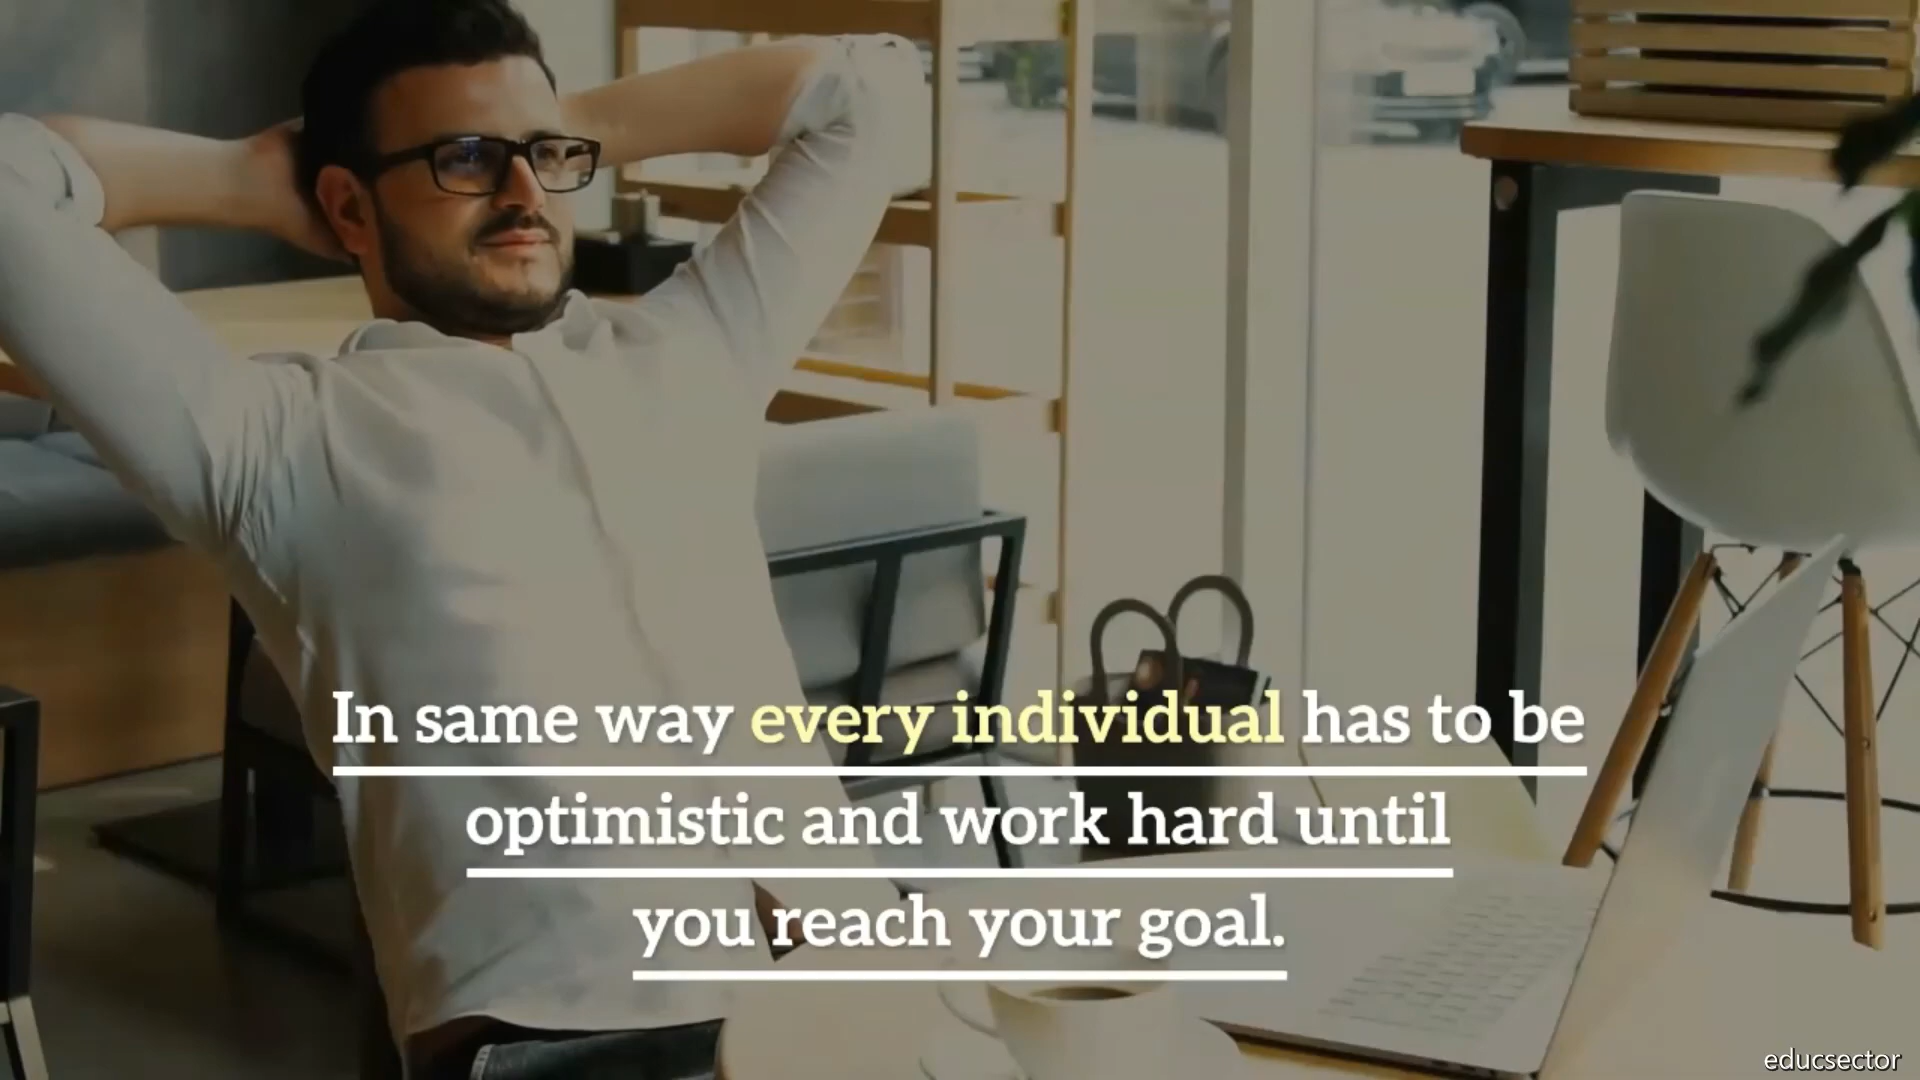 In same way every individual has to be
optimistic and work hard until
you reach your goal.
educsector